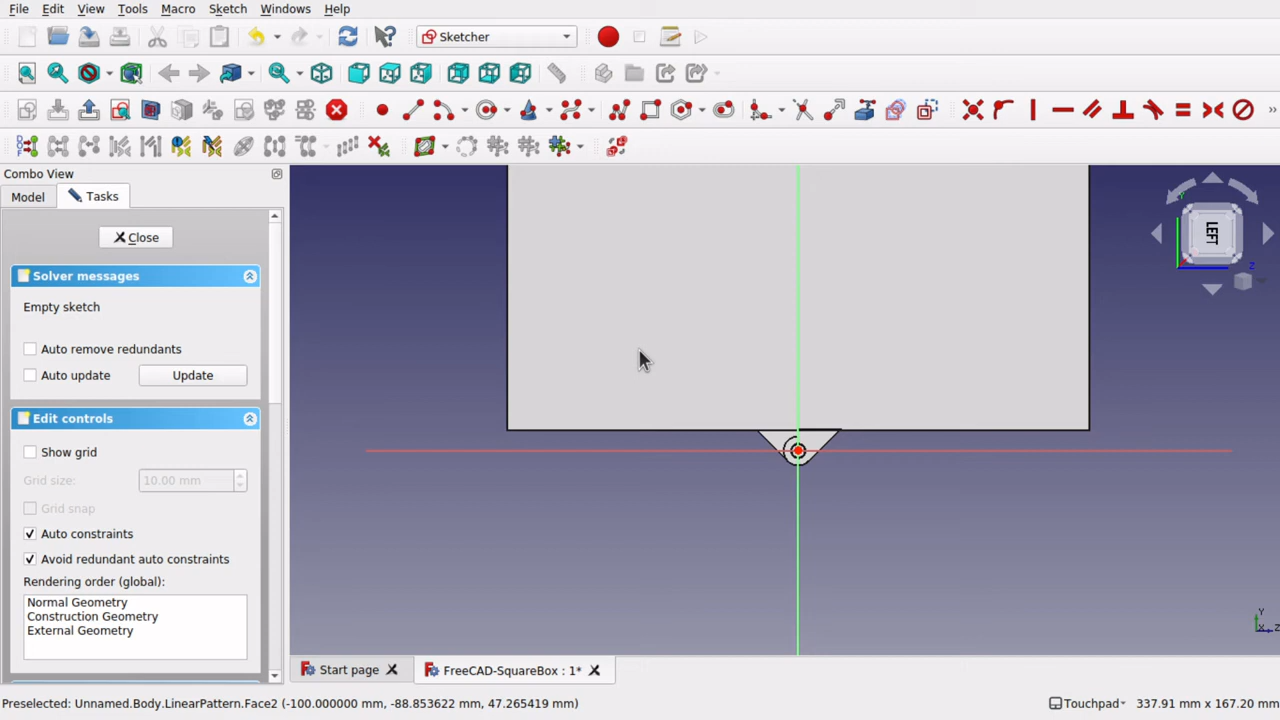 File Edit View Tools Macro Sketch Windows Help
Sketcher
Combo View
Model Tasks
Close
Solver messages
Empty sketch
Auto remove redundants
Auto update Update
Edit controls
Show grid
Grid size: 10.00 mm
Grid snap
Auto constraints
Avoid redundant auto constraints
Rendering order (global):
Normal Geometry
Construction Geometry
External Geometry
LEFT
Y
Z
Y
X Z
DOF
Start page FreeCAD-SquareBox : 1*
Preselected: Unnamed.Body.LinearPattern.Face2 (-100.000000 mm, -88.853622 mm, 47.265419 mm) Touchpad 337.91 mm x 167.20 mm